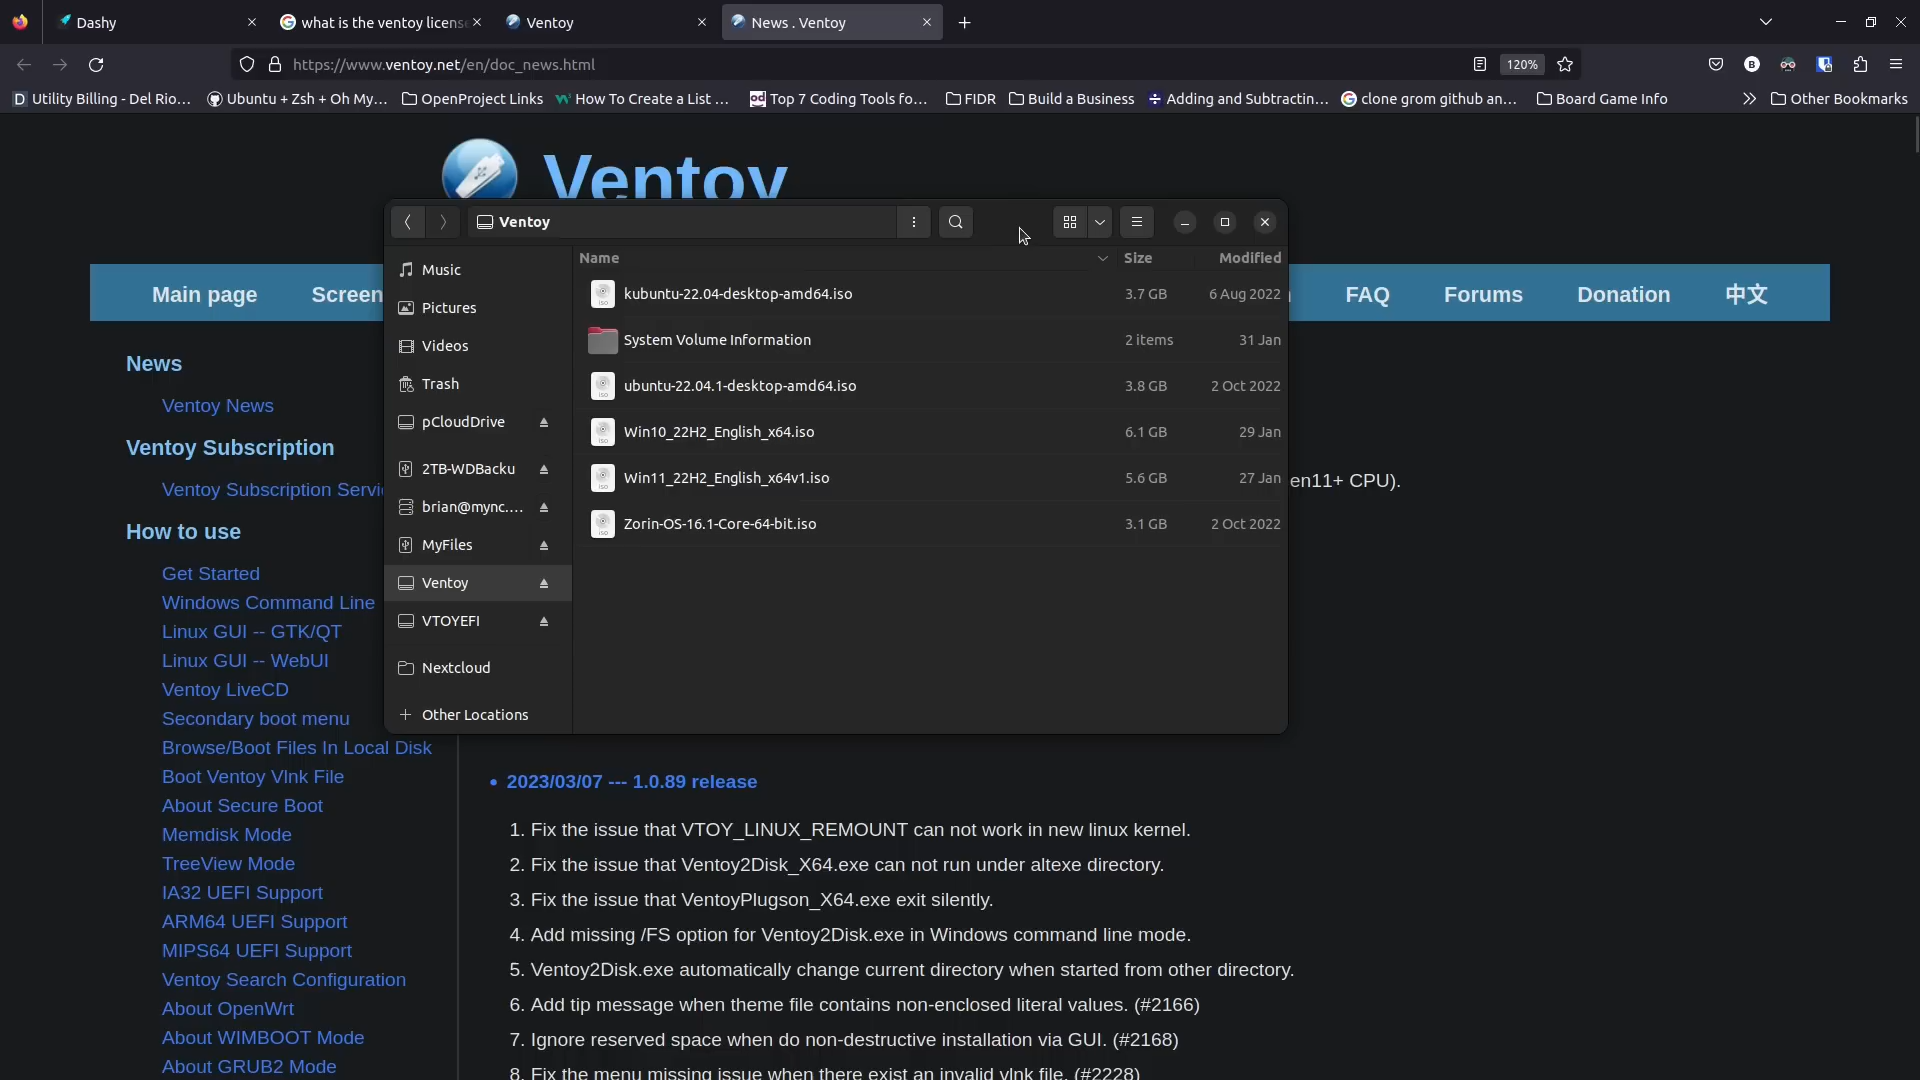 Dashy
what is the ventoy license
Ventoy
News . Ventoy
https://www.ventoy.net/en/doc_news.html
120%
Utility Billing - Del Rio...
Ubuntu + Zsh + Oh My...
OpenProject Links
How To Create a List ...
Top 7 Coding Tools fo...
FIDR
Build a Business
Adding and Subtractin...
clone grom github an...
Board Game Info
Other Bookmarks
Ventoy
Main page
Screen
FAQ
Forums
Donation
中文
News
Ventoy News
Ventoy Subscription
Ventoy Subscription Servi
How to use
Get Started
Windows Command Line
Linux GUI -- GTK/QT
Linux GUI -- WebUI
Ventoy LiveCD
Secondary boot menu
Browse/Boot Files In Local Disk
Boot Ventoy Vlnk File
About Secure Boot
Memdisk Mode
TreeView Mode
IA32 UEFI Support
ARM64 UEFI Support
MIPS64 UEFI Support
Ventoy Search Configuration
About OpenWrt
About WIMBOOT Mode
About GRUB2 Mode
Ventoy
Music
Pictures
Videos
Trash
pCloudDrive
2TB-WDBacku
brian@mync....
MyFiles
Ventoy
VTOYEFI
Nextcloud
Other Locations
Name Size Modified
kubuntu-22.04-desktop-amd64.iso 3.7 GB 6 Aug 2022
System Volume Information 2 items 31 Jan
ubuntu-22.04.1-desktop-amd64.iso 3.8 GB 2 Oct 2022
Win10_22H2_English_x64.iso 6.1 GB 29 Jan
Win11_22H2_English_x64v1.iso 5.6 GB 27 Jan
Zorin-OS-16.1-Core-64-bit.iso 3.1 GB 2 Oct 2022
en11+ CPU).
• 2023/03/07 --- 1.0.89 release
1. Fix the issue that VTOY_LINUX_REMOUNT can not work in new linux kernel.
2. Fix the issue that Ventoy2Disk_X64.exe can not run under altexe directory.
3. Fix the issue that VentoyPlugson_X64.exe exit silently.
4. Add missing /FS option for Ventoy2Disk.exe in Windows command line mode.
5. Ventoy2Disk.exe automatically change current directory when started from other directory.
6. Add tip message when theme file contains non-enclosed literal values. (#2166)
7. Ignore reserved space when do non-destructive installation via GUI. (#2168)
8. Fix the menu missing issue when there exist an invalid vlnk file. (#2228)